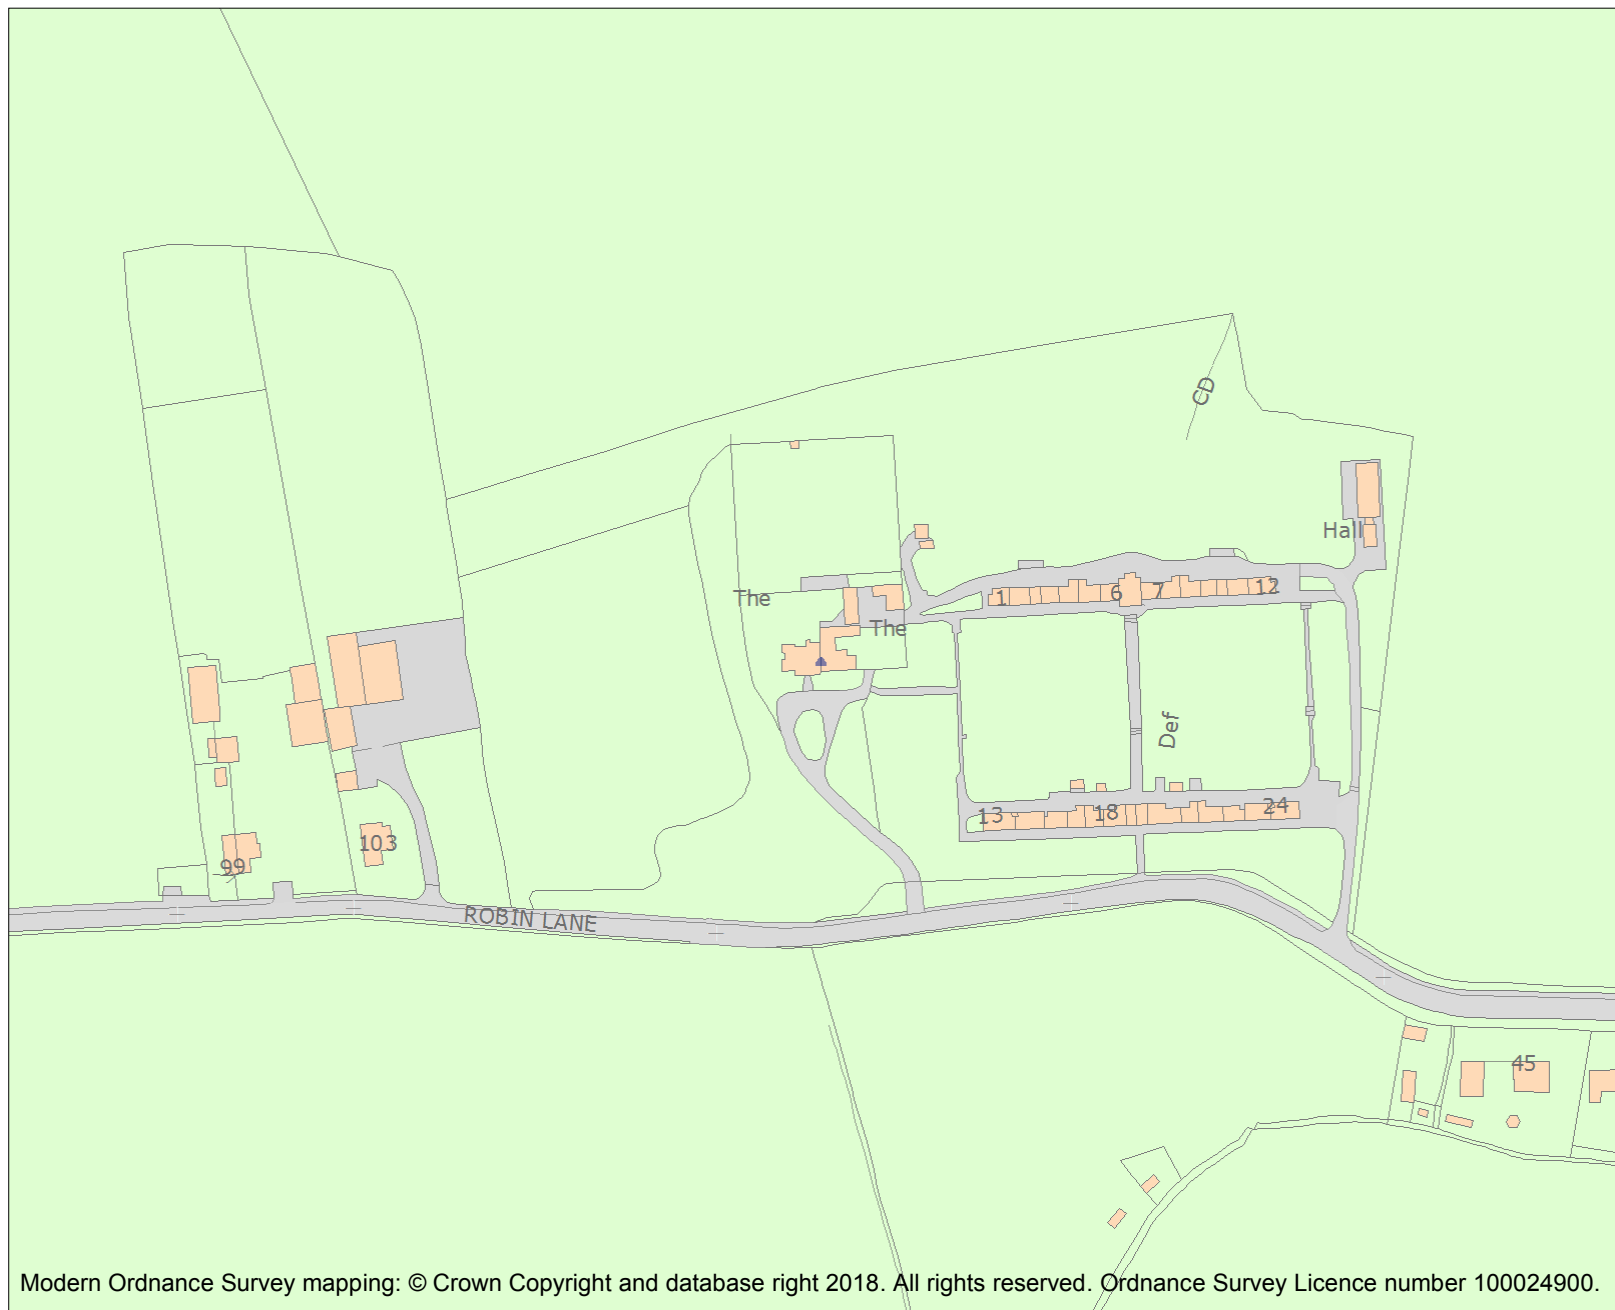 CD
Hall
The
1
6
7
12
The
Def
13
18
24
103
99
ROBIN LANE
45
Modern Ordnance Survey mapping: © Crown Copyright and database right 2018. All rights reserved. Ordnance Survey Licence number 100024900.